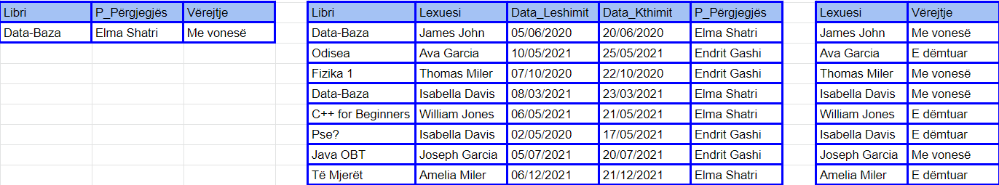 Libri P_Përgjegjës Vërejtje Libri Lexuesi Data_Leshimit Data_Kthimit P_Përgjegjës Lexuesi Vërejtje
Data-Baza Elma Shatri Me vonesë Data-Baza James John 05/06/2020 20/06/2020 Elma Shatri James John Me vonesë
Odisea Ava Garcia 10/05/2021 25/05/2021 Endrit Gashi Ava Garcia E dëmtuar
Fizika 1 Thomas Miler 07/10/2020 22/10/2020 Endrit Gashi Thomas Miler Me vonesë
Data-Baza Isabella Davis 08/03/2021 23/03/2021 Elma Shatri Isabella Davis Me vonesë
C++ for Beginners William Jones 06/05/2021 21/05/2021 Elma Shatri William Jones E dëmtuar
Pse? Isabella Davis 02/05/2020 17/05/2021 Endrit Gashi Isabella Davis E dëmtuar
Java OBT Joseph Garcia 05/07/2021 20/07/2021 Endrit Gashi Joseph Garcia Me vonesë
Të Mjerët Amelia Miler 06/12/2021 21/12/2021 Elma Shatri Amelia Miler E dëmtuar